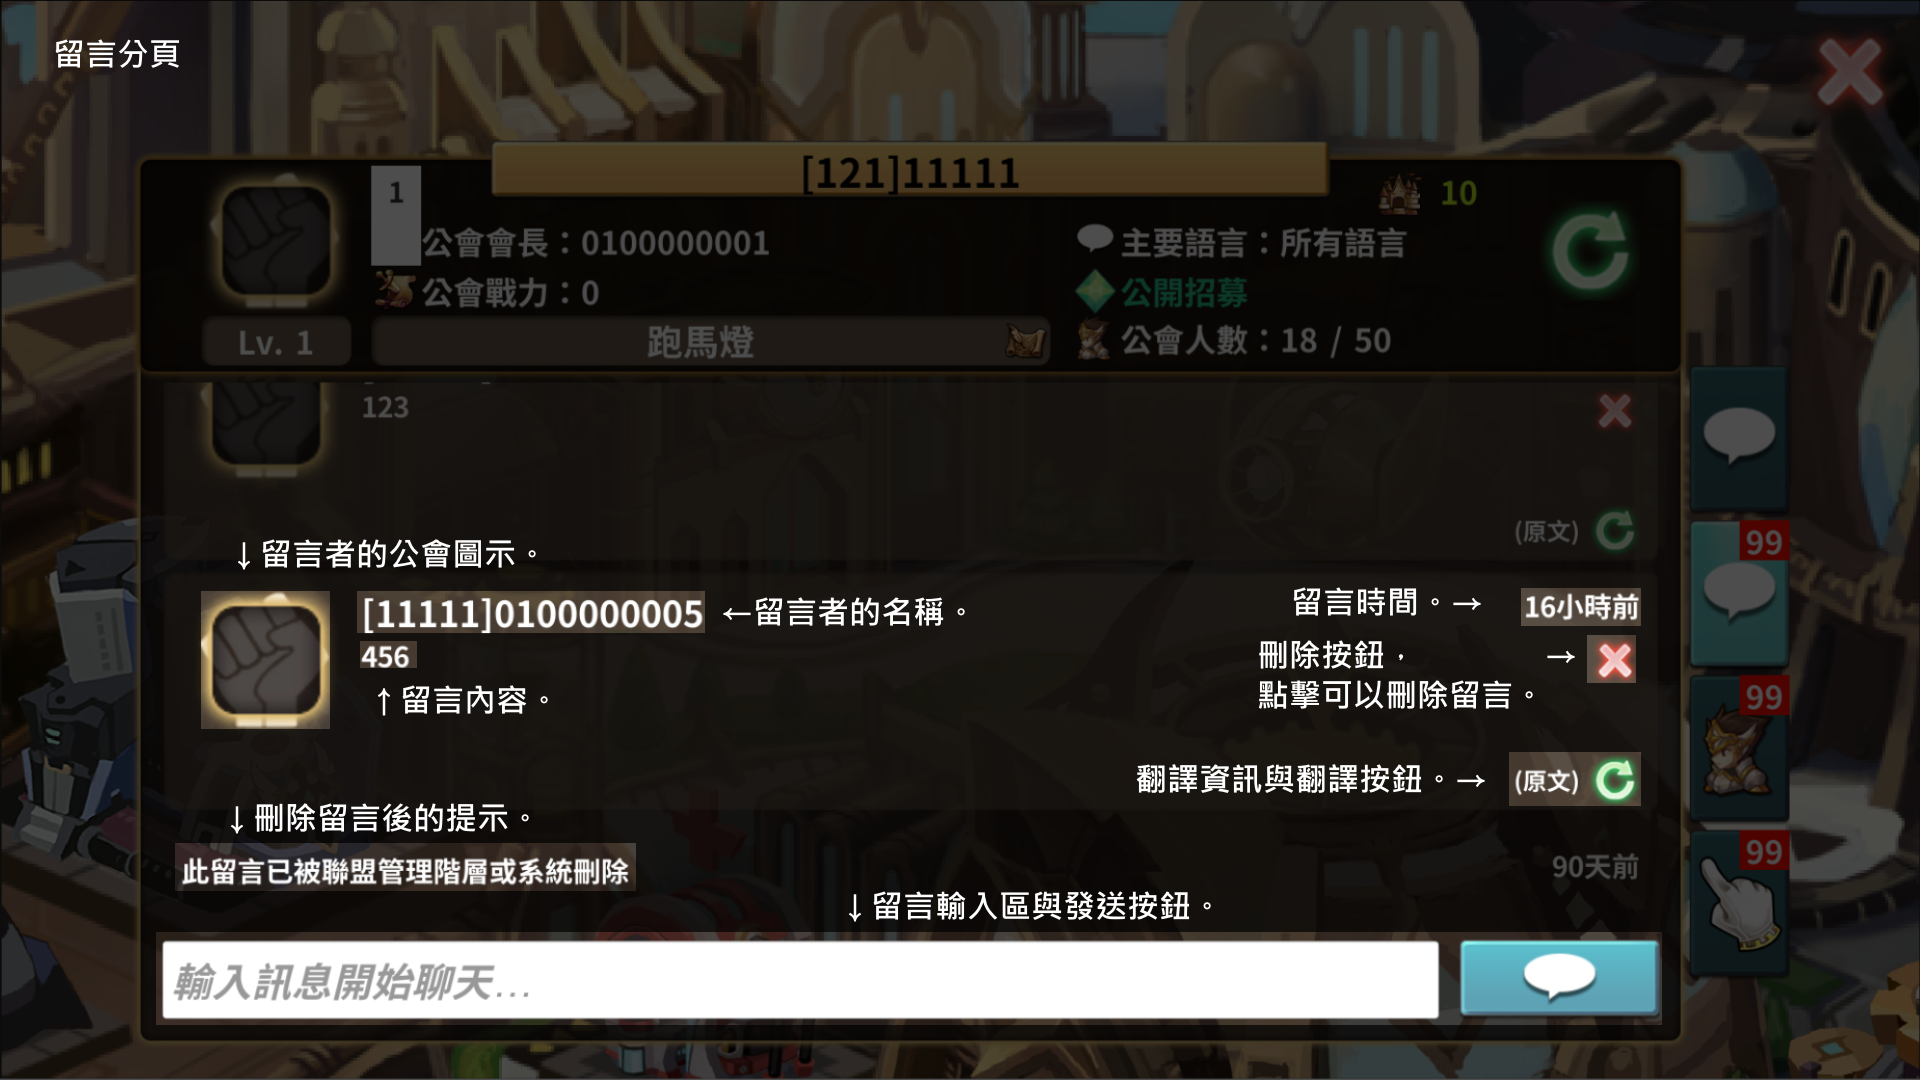 留言分頁
[121]11111
1
10
公會會長：0100000001
主要語言：所有語言
公會戰力：0
公開招募
Lv. 1
跑馬燈
公會人數：18 / 50
123
(原文)
99
↓留言者的公會圖示。
[11111]0100000005
←留言者的名稱。
留言時間。→
16小時前
456
刪除按鈕， →
點擊可以刪除留言。
↑留言內容。
99
翻譯資訊與翻譯按鈕。→
(原文)
↓刪除留言後的提示。
此留言已被聯盟管理階層或系統刪除
90天前
99
↓留言輸入區與發送按鈕。
輸入訊息開始聊天...